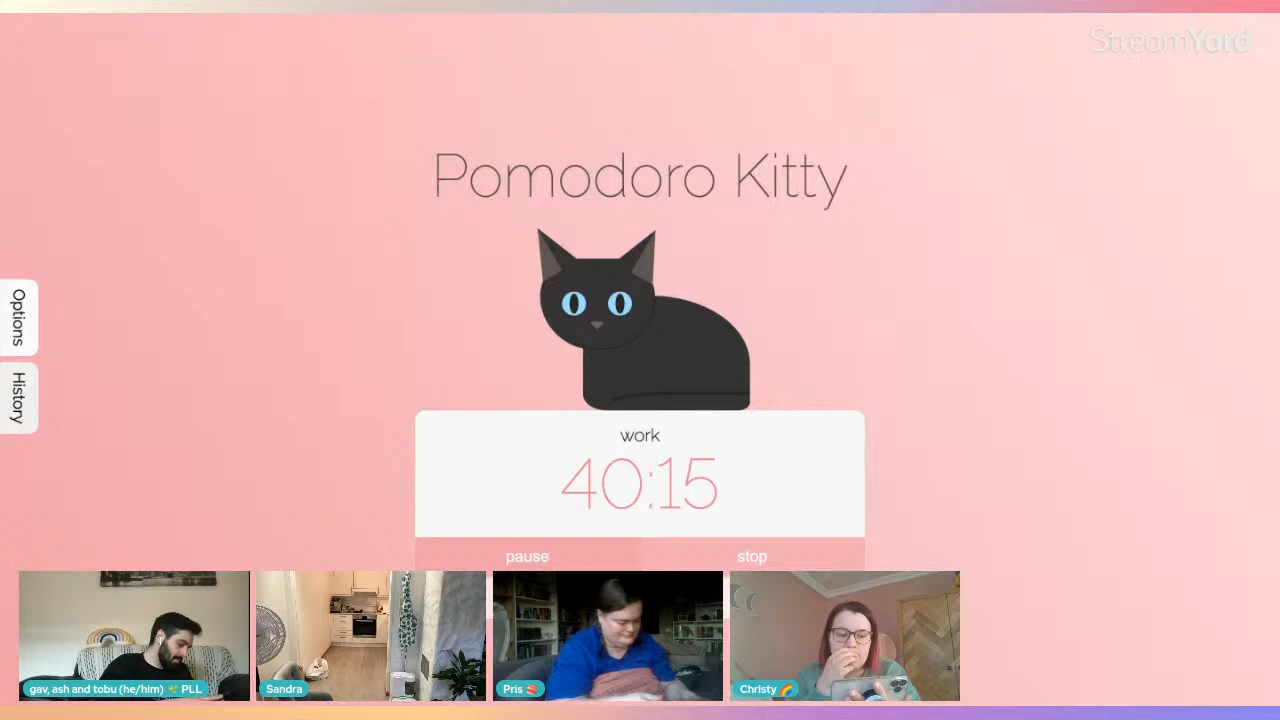 StreamYard
Pomodoro Kitty
Options
History
work
40:15
pause
stop
gav, ash and tobu (he/him) ✨ PLL
Sandra
Pris 🧶
Christy 🌈